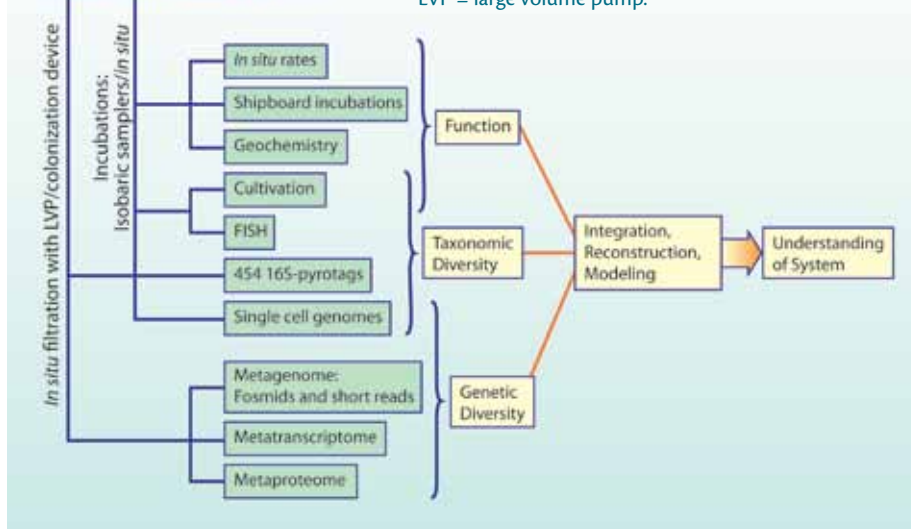 LVP = large volume pump.
In situ filtration with LVP/colonization device
Incubations:
Isobaric samplers/in situ
In situ rates
Shipboard incubations
Geochemistry
Cultivation
FISH
454 165-pyrotags
Single cell genomes
Metagenome:
Fosmids and short reads
Metatranscriptome
Metaproteome
Function
Taxonomic
Diversity
Genetic
Diversity
Integration,
Reconstruction,
Modeling
Understanding
of System